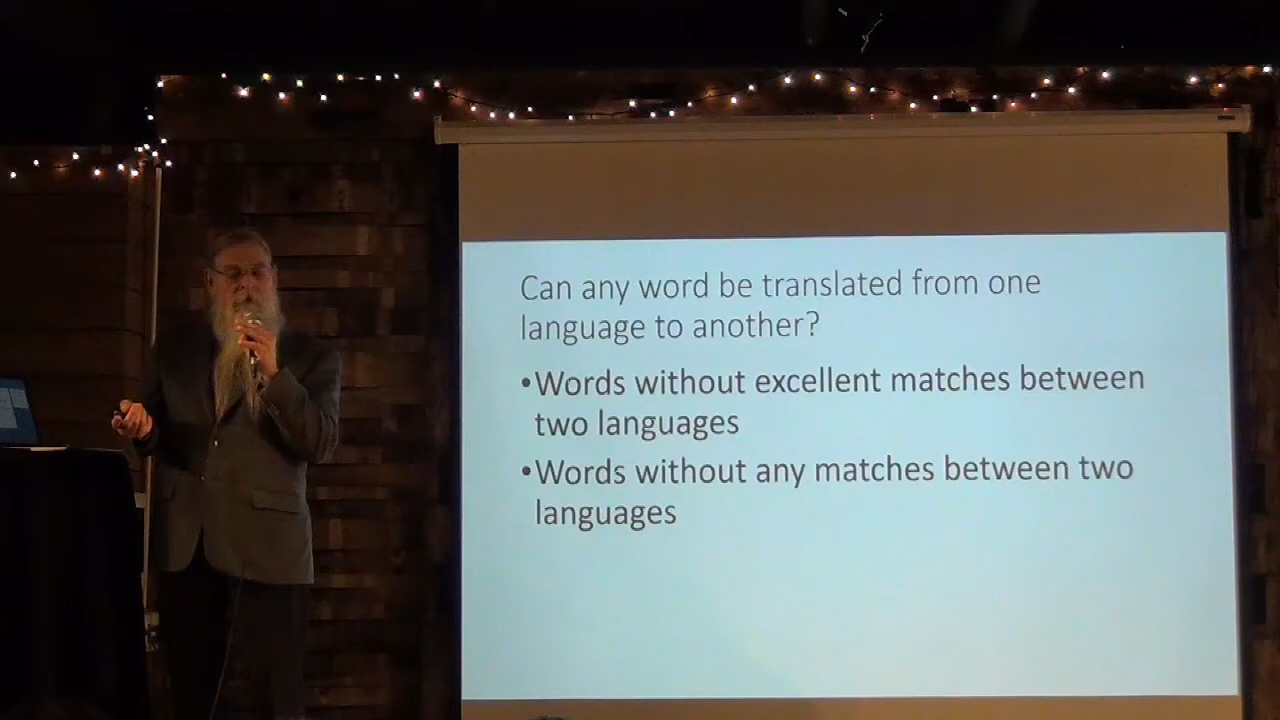 Can any word be translated from one
language to another?
•Words without excellent matches between
two languages
•Words without any matches between two
languages